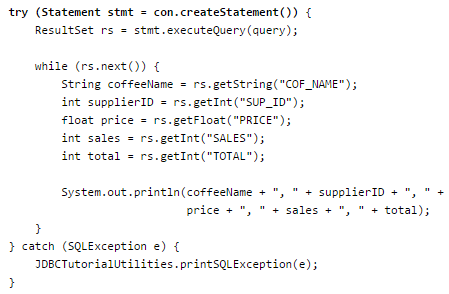 try (Statement stmt = con.createStatement()) {
    ResultSet rs = stmt.executeQuery(query);

    while (rs.next()) {
        String coffeeName = rs.getString("COF_NAME");
        int supplierID = rs.getInt("SUP_ID");
        float price = rs.getFloat("PRICE");
        int sales = rs.getInt("SALES");
        int total = rs.getInt("TOTAL");

        System.out.println(coffeeName + ", " + supplierID + ", " +
                           price + ", " + sales + ", " + total);
    }
} catch (SQLException e) {
    JDBCTutorialUtilities.printSQLException(e);
}